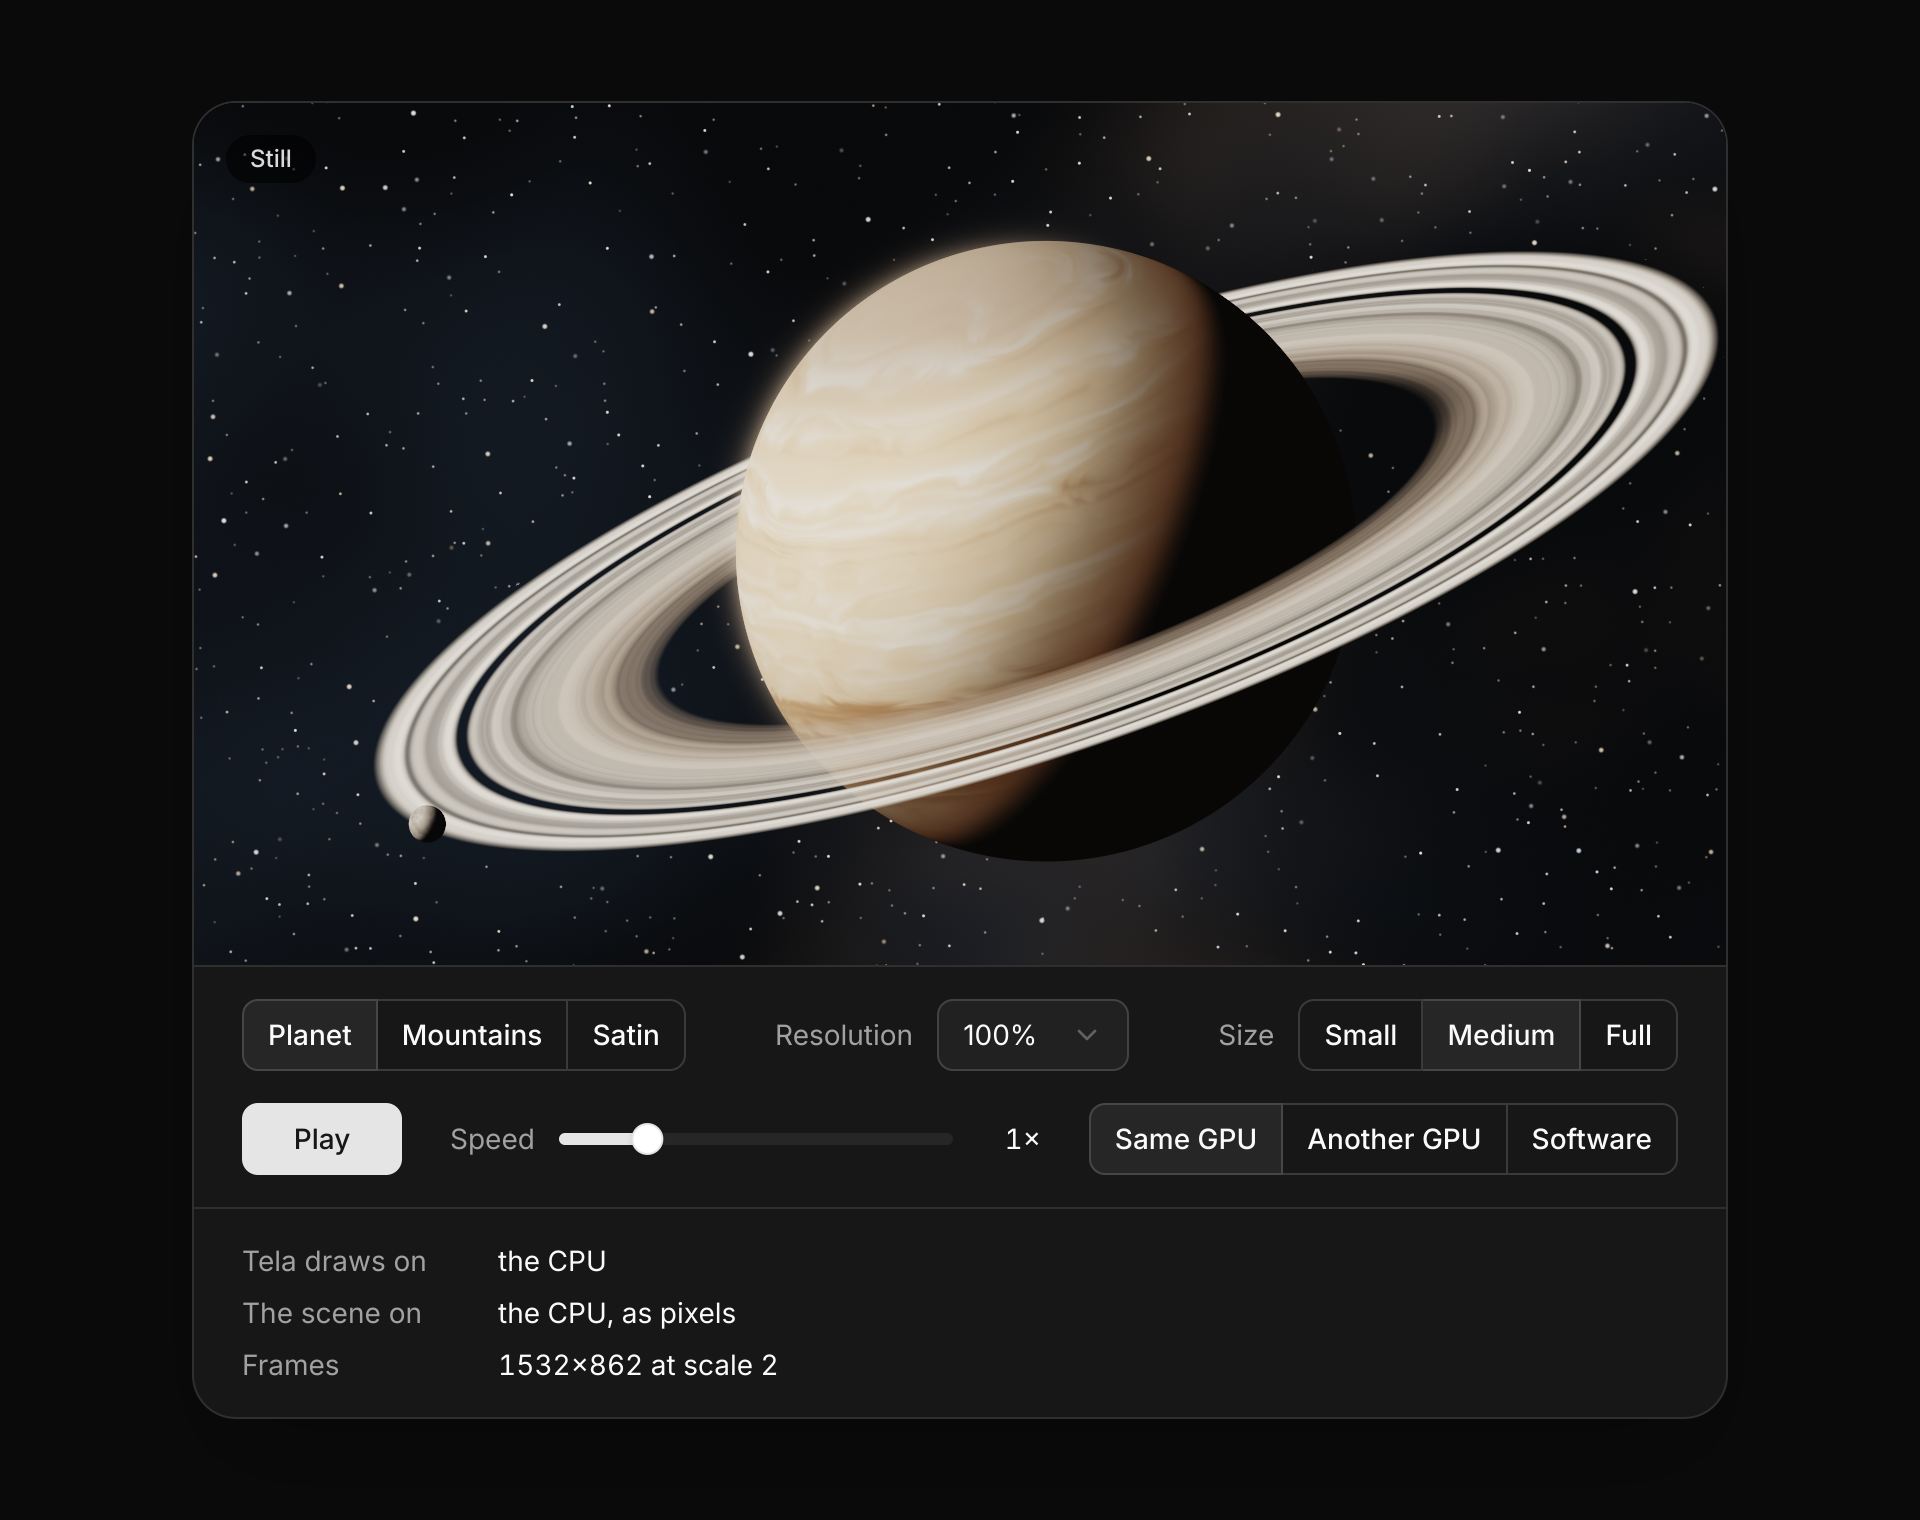 Still
Planet Mountains Satin Resolution 100% Size Small Medium Full
Play Speed 1× Same GPU Another GPU Software
Tela draws on the CPU
The scene on the CPU, as pixels
Frames 1532×862 at scale 2